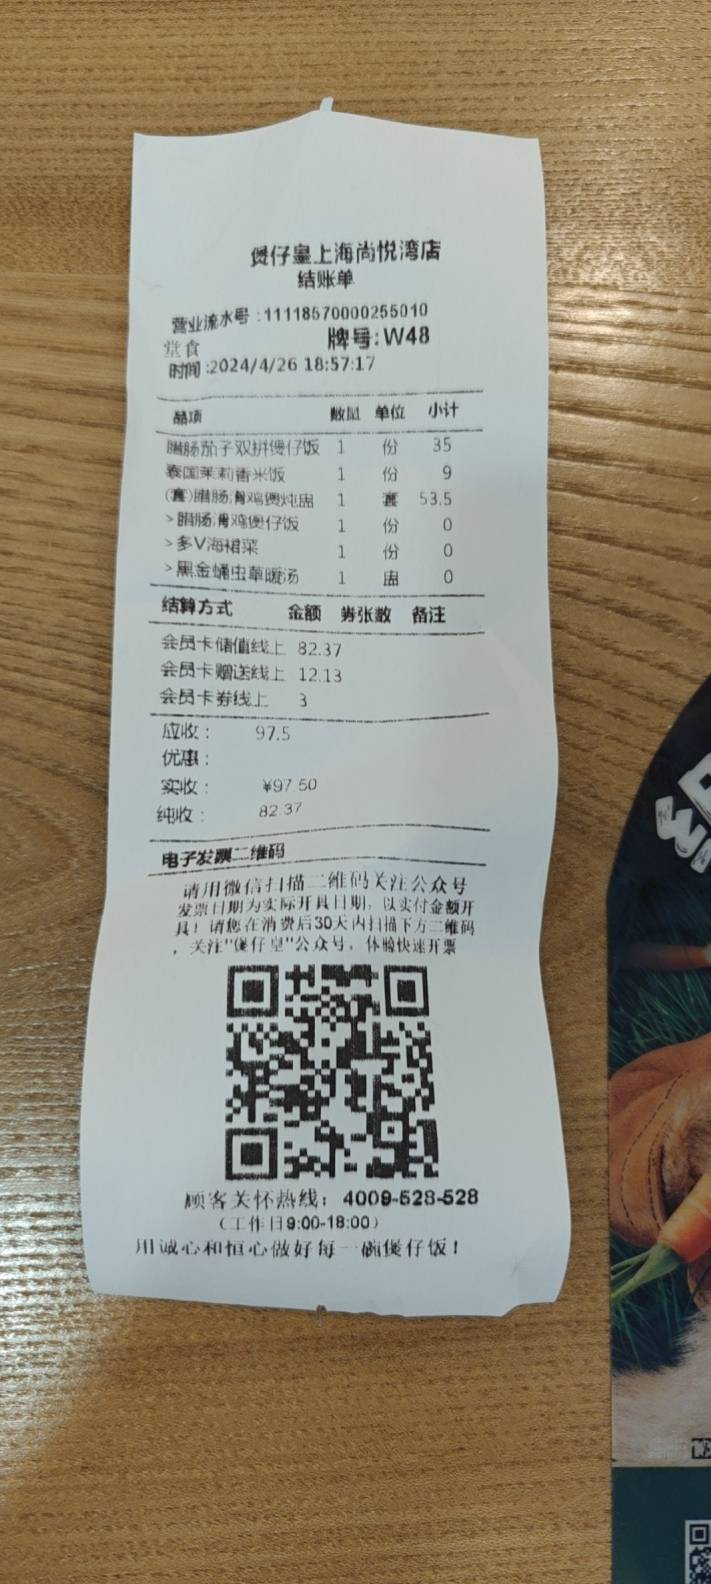 煲仔皇上海尚悦湾店
结账单
营业流水号:11118570000255010
堂食 牌号:W48
时间:2024/4/26 18:57:17
品项 数量 单位 小计
腊肠茄子双拼煲仔饭 1 份 35
泰国茉莉香米饭 1 份 9
(套)腊肠滑鸡煲炖盅 1 套 53.5
>腊肠滑鸡煲仔饭 1 份 0
>多V海裙菜 1 份 0
>黑金蛹虫草暖汤 1 盅 0
结算方式 金额 券张数 备注
会员卡储值线上 82.37
会员卡赠送线上 12.13
会员卡券线上 3
应收: 97.5
优惠:
实收: ¥97.50
纯收: 82.37
电子发票二维码
请用微信扫描二维码关注公众号
发票日期为实际开具日期,以实付金额开
具!请您在消费后30天内扫描下方二维码
,关注"煲仔皇"公众号,体验快速开票
顾客关怀热线:4009-528-528
(工作日9:00-18:00)
用诚心和恒心做好每一碗煲仔饭!